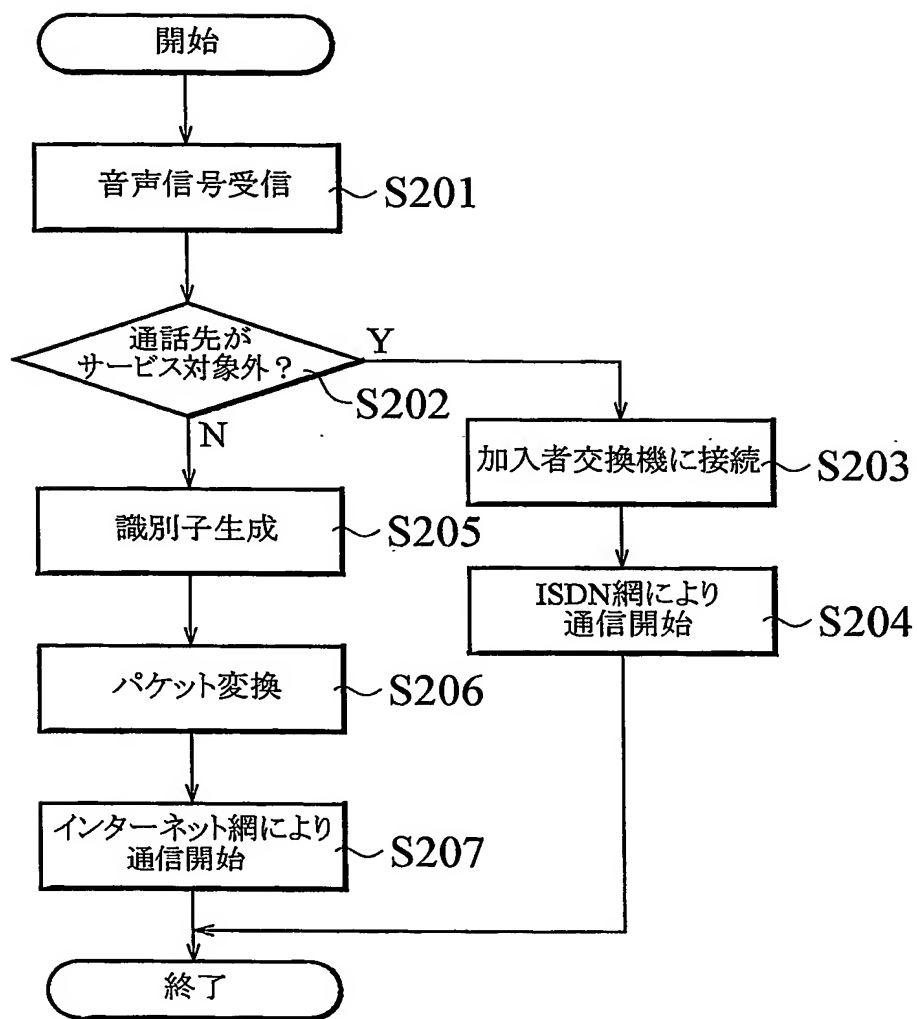 開始
音声信号受信
S201
通話先が
サービス対象外？
Y
S202
N
加入者交換機に接続
S203
識別子生成
S205
ISDN網により
通信開始
S204
パケット変換
S206
インターネット網により
通信開始
S207
終了